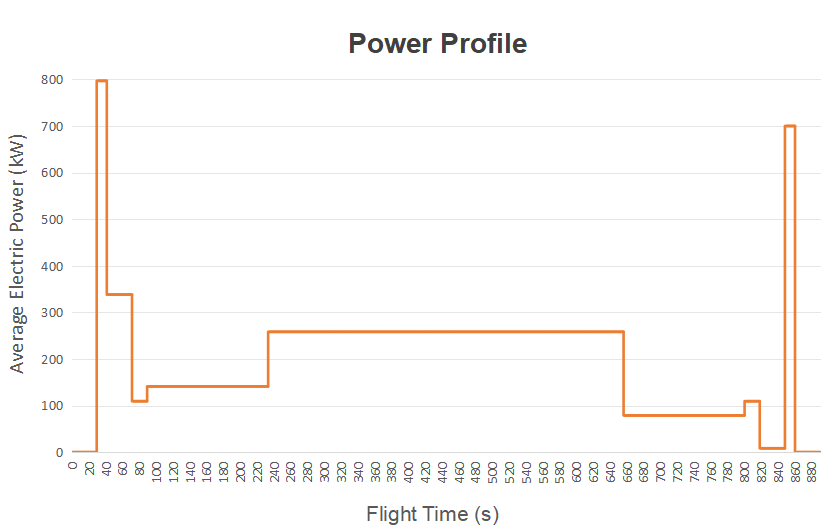 Power Profile
800
700
600
500
400
300
200
100
0
Average Electric Power (kW)
0 20 40 60 80 100 120 140 160 180 200 220 240 260 280 300 320 340 360 380 400 420 440 460 480 500 520 540 560 580 600 620 640 660 680 700 720 740 760 780 800 820 840 860 880
Flight Time (s)